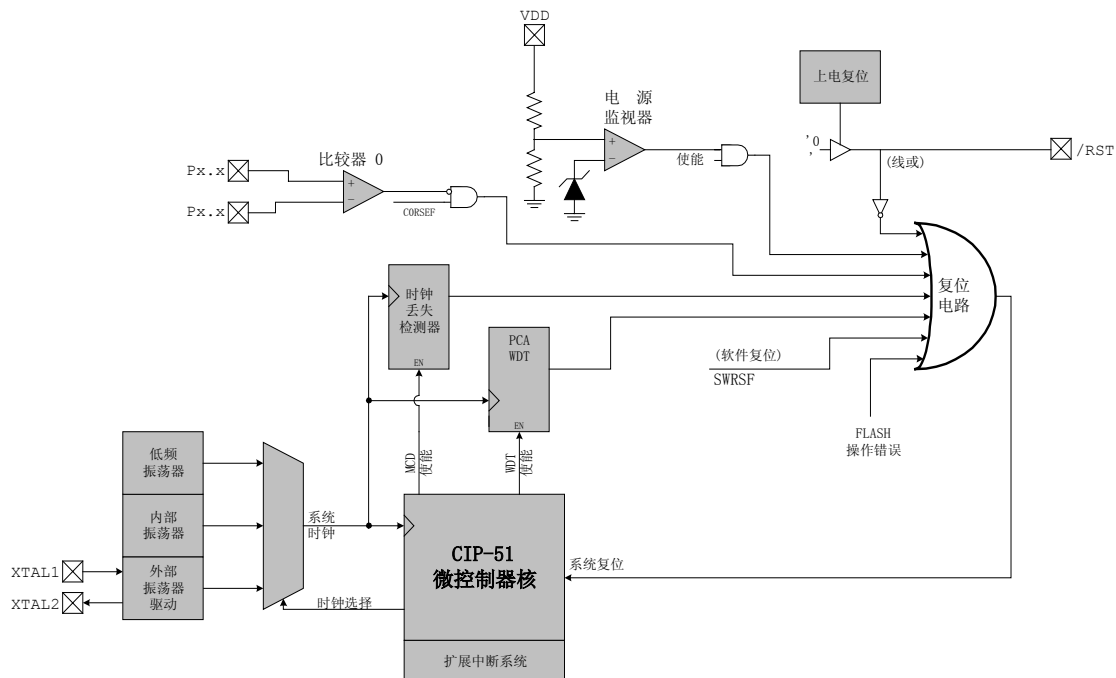 VDD
上电复位
电 源
监视器
+
−
使能
'0
'
(线或)
/RST
比较器 0
Px.x
Px.x
+
−
CORSEF
复位
电路
时钟
丢失
检测器
EN
PCA
WDT
EN
(软件复位)
SWRSF
FLASH
操作错误
MCD
使能
WDT
使能
低频
振荡器
内部
振荡器
外部
振荡器
驱动
XTAL1
XTAL2
系统
时钟
时钟选择
CIP-51
微控制器核
系统复位
扩展中断系统